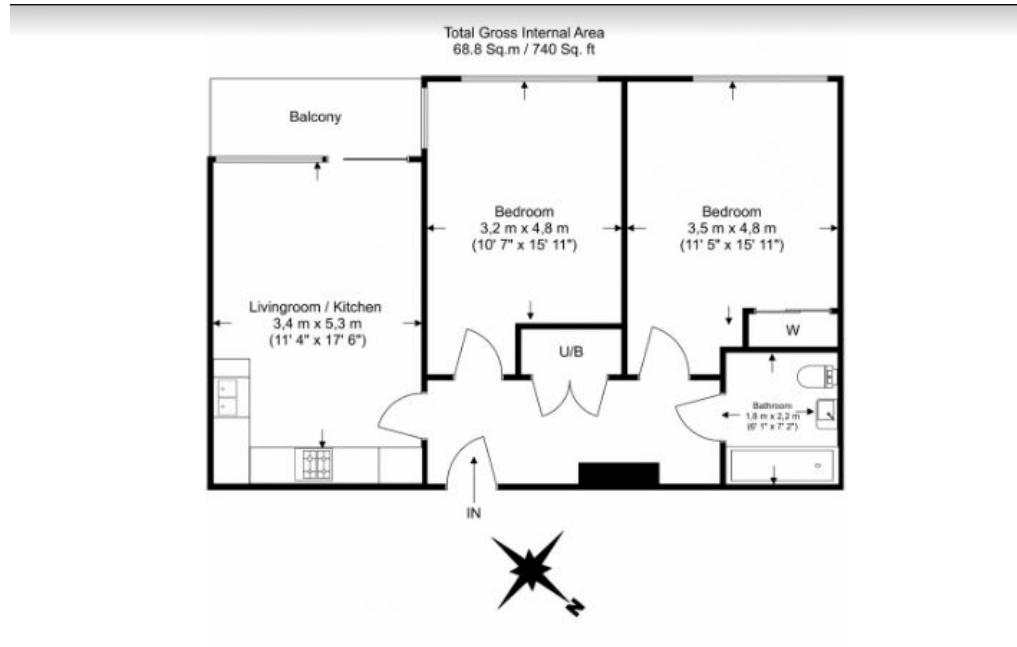 Total Gross Internal Area
68.8 Sq.m / 740 Sq. ft
Balcony
Bedroom
3,2 m x 4,8 m
(10' 7" x 15' 11")
Bedroom
3,5 m x 4,8 m
(11' 5" x 15' 11")
Livingroom / Kitchen
3,4 m x 5,3 m
(11' 4" x 17' 6")
U/B
W
Bathroom
1,8 m x 2,2 m
(6' 1" x 7' 2")
IN
N